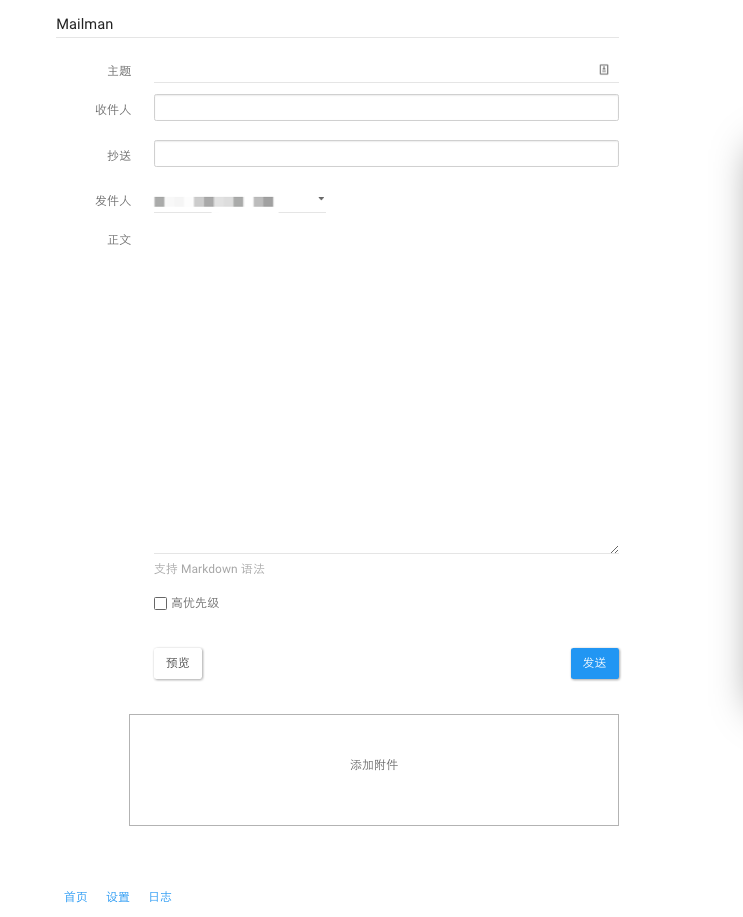 Mailman
主题
收件人
抄送
发件人
正文
支持 Markdown 语法
高优先级
预览
发送
添加附件
首页 设置 日志